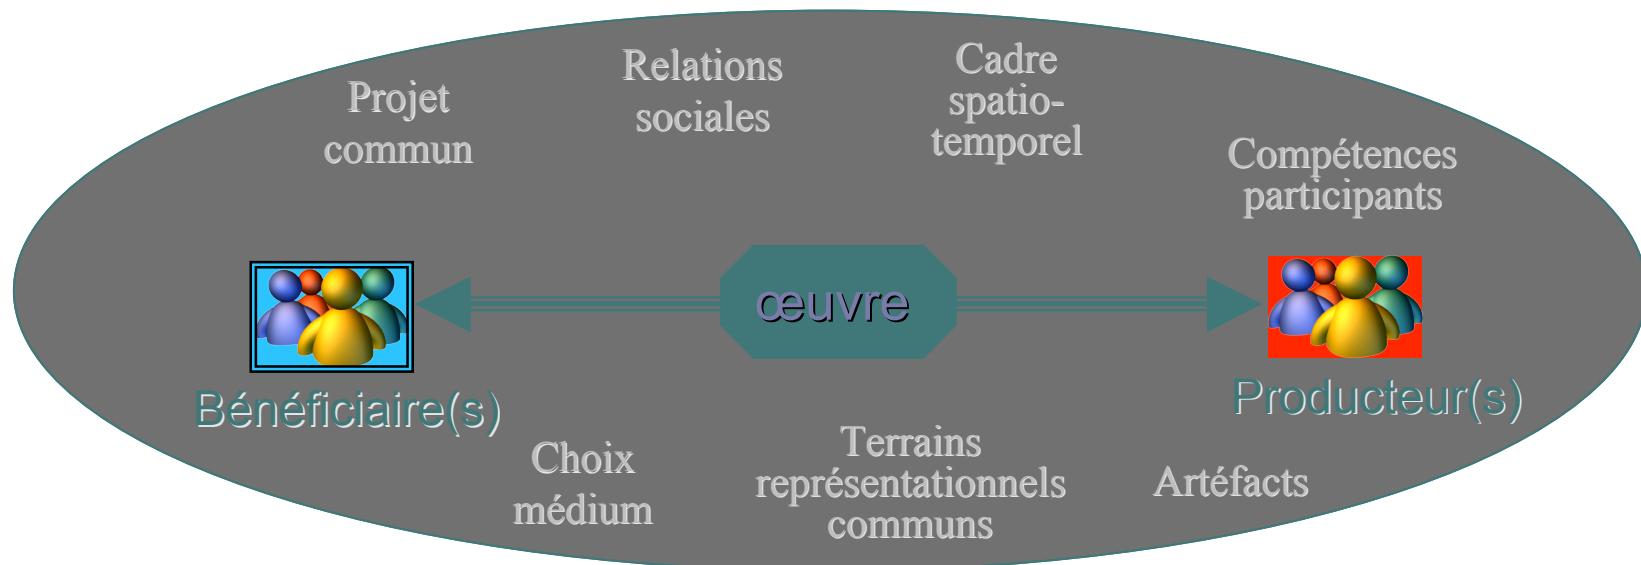 Projet
commun
Relations
sociales
Cadre
spatio-
temporel
Compétences
participants
œuvre
Bénéficiaire(s)
Producteur(s)
Choix
médium
Terrains
représentationnels
communs
Artéfacts